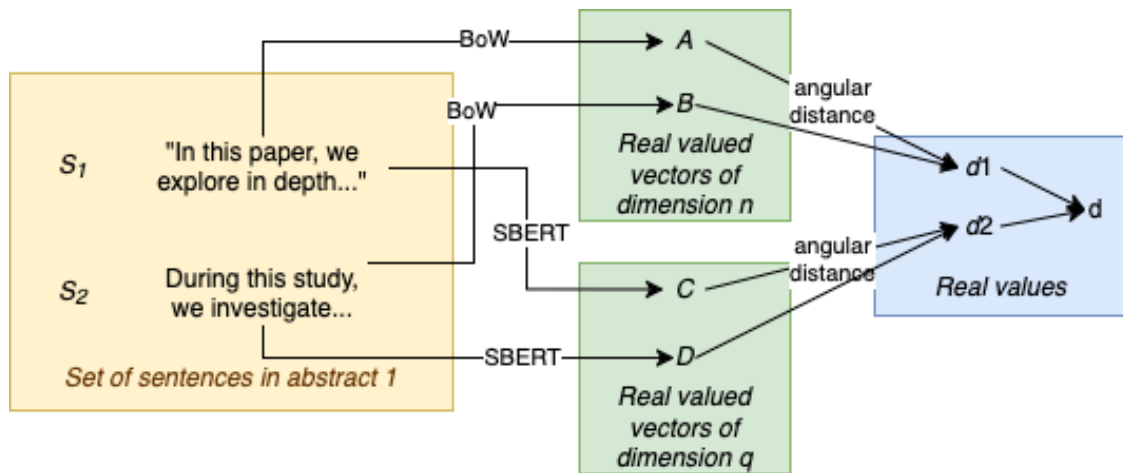 BoW
A
angular
distance
BoW
B
S1
"In this paper, we
explore in depth..."
Real valued
vectors of
dimension n
d1
d
SBERT
d2
angular
distance
S2
During this study,
we investigate...
C
Real values
SBERT
D
Set of sentences in abstract 1
Real valued
vectors of
dimension q